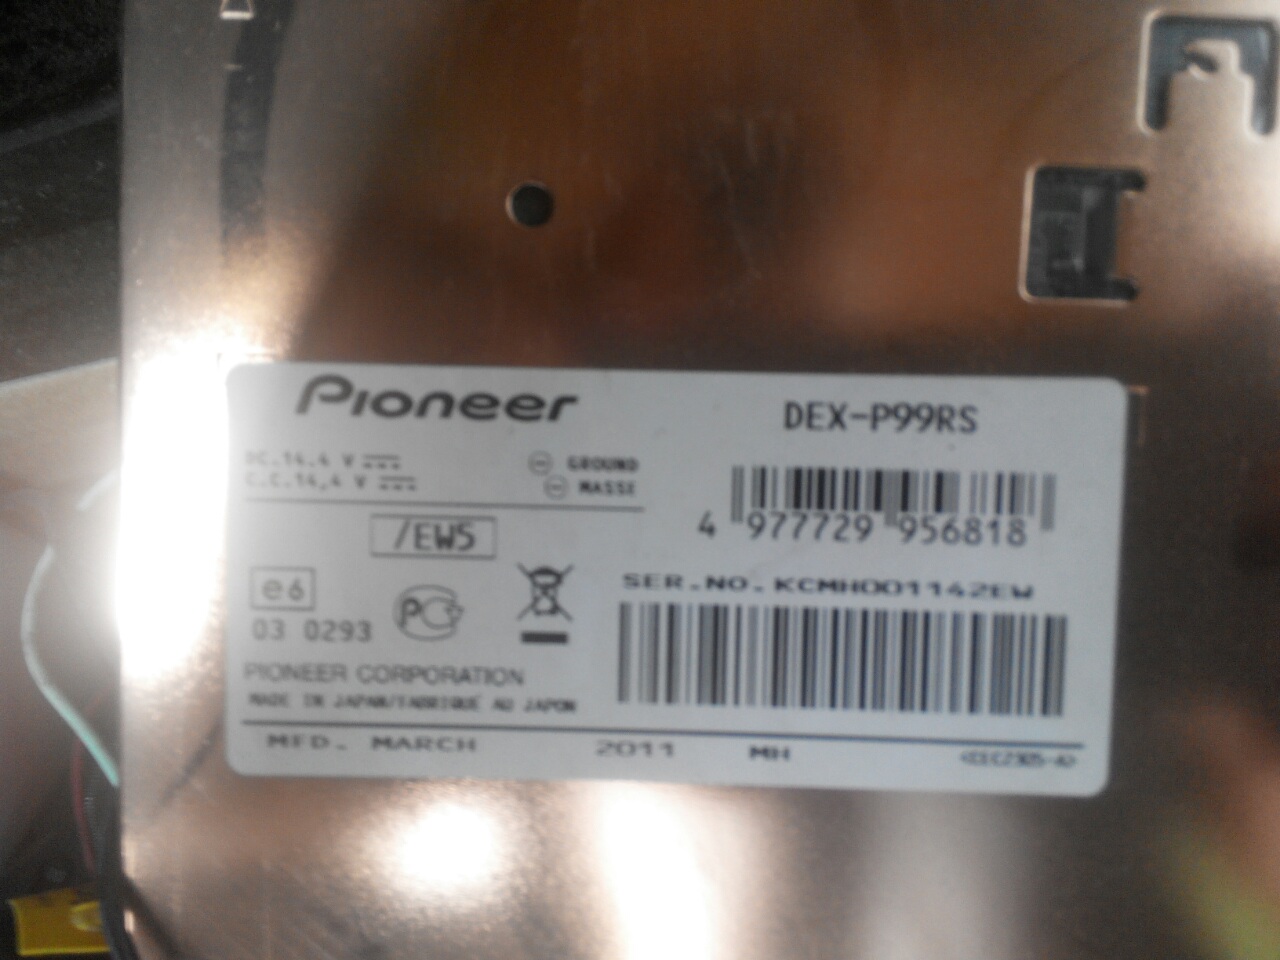 Pioneer
DEX-P99RS
DC.14.4 V
C.C.14,4 V
GROUND
MASSE
/EW5
4 977729 956818
e6
03 0293
SER.NO.KCMH001142EW
PIONEER CORPORATION
MADE IN JAPAN/FABRIQUÉ AU JAPON
MFD. MARCH 2011 MH